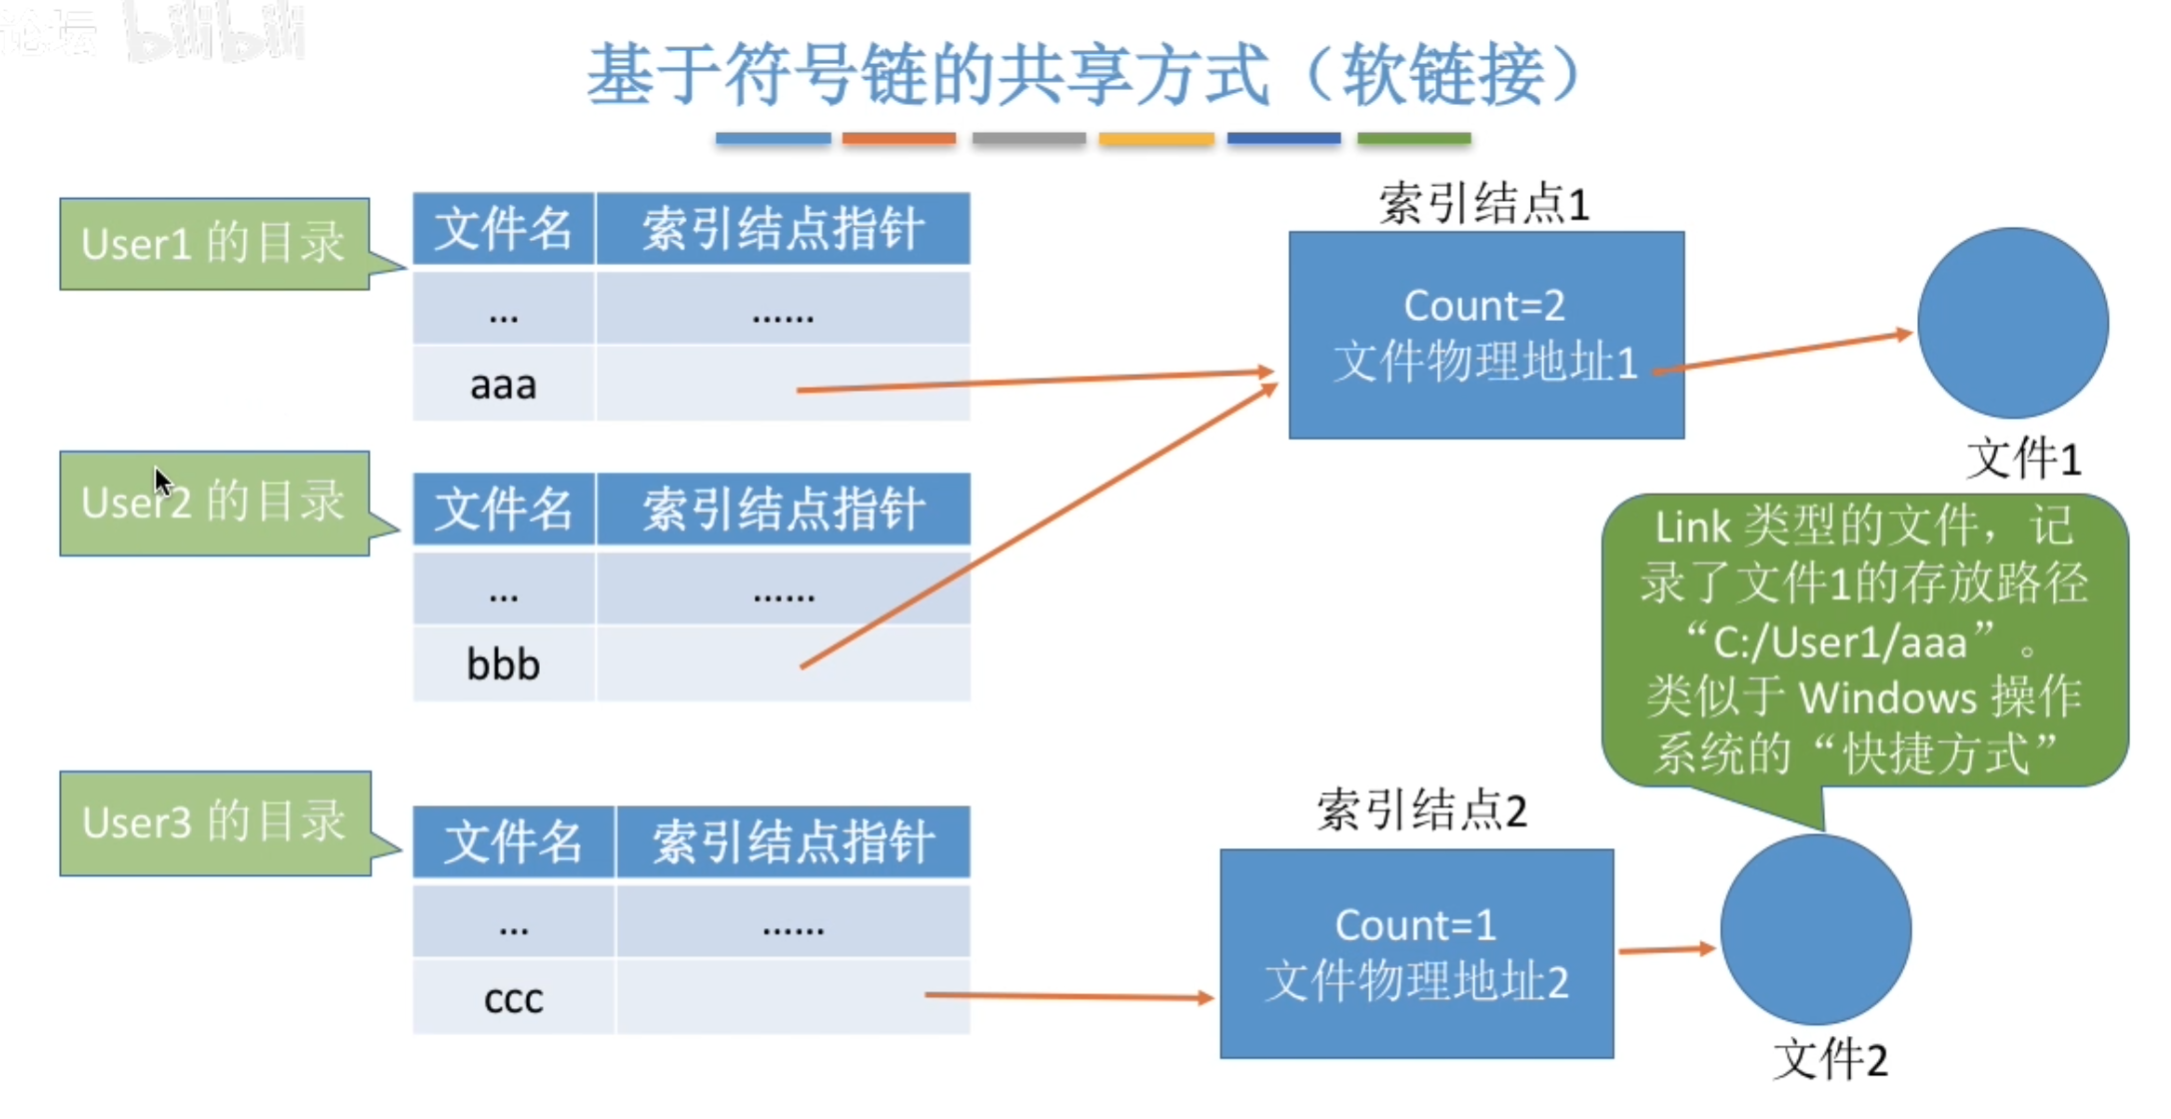 论坛 bilibili
基于符号链的共享方式（软链接）
User1 的目录
文件名 索引结点指针
... ......
aaa
索引结点1
Count=2
文件物理地址1
文件1
User2 的目录
文件名 索引结点指针
... ......
bbb
Link 类型的文件，记
录了文件1的存放路径
“C:/User1/aaa”。
类似于 Windows 操作
系统的“快捷方式”
User3 的目录
文件名 索引结点指针
... ......
ccc
索引结点2
Count=1
文件物理地址2
文件2